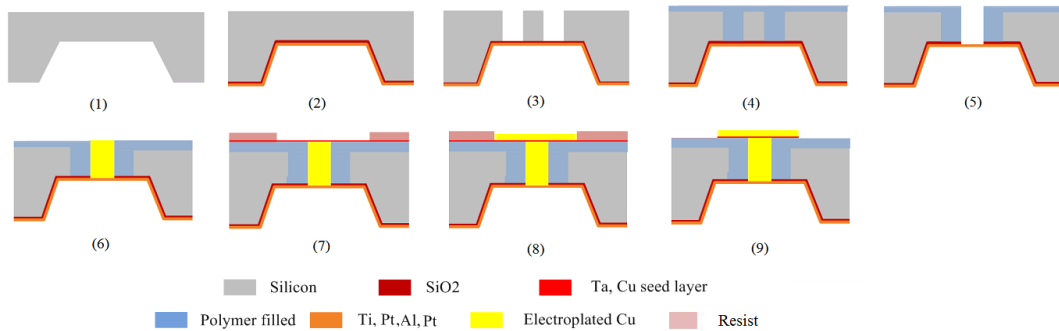 (1)
(2)
(3)
(4)
(5)
(6)
(7)
(8)
(9)
Silicon
SiO2
Ta, Cu seed layer
Polymer filled
Ti, Pt,Al, Pt
Electroplated Cu
Resist